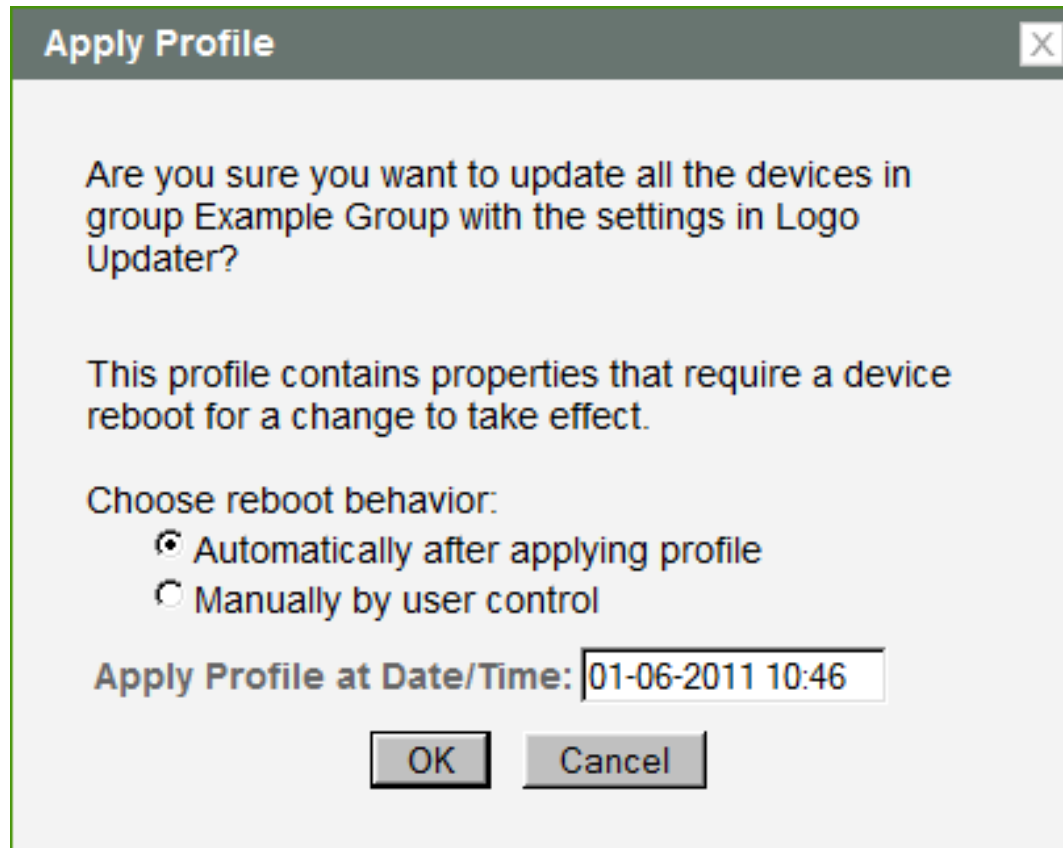 Apply Profile
X
Are you sure you want to update all the devices in
group Example Group with the settings in Logo
Updater?
This profile contains properties that require a device
reboot for a change to take effect.
Choose reboot behavior:
Automatically after applying profile
Manually by user control
Apply Profile at Date/Time: 01-06-2011 10:46
OK Cancel